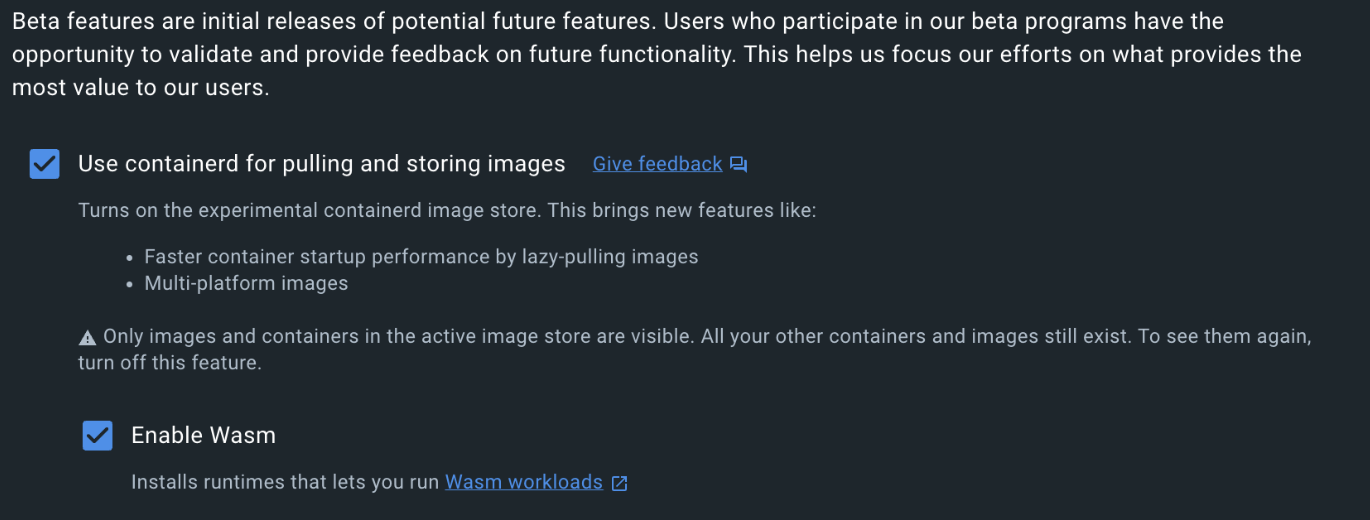 Beta features are initial releases of potential future features. Users who participate in our beta programs have the
opportunity to validate and provide feedback on future functionality. This helps us focus our efforts on what provides the
most value to our users.
Use containerd for pulling and storing images Give feedback
Turns on the experimental containerd image store. This brings new features like:
• Faster container startup performance by lazy-pulling images
• Multi-platform images
Only images and containers in the active image store are visible. All your other containers and images still exist. To see them again,
turn off this feature.
Enable Wasm
Installs runtimes that lets you run Wasm workloads